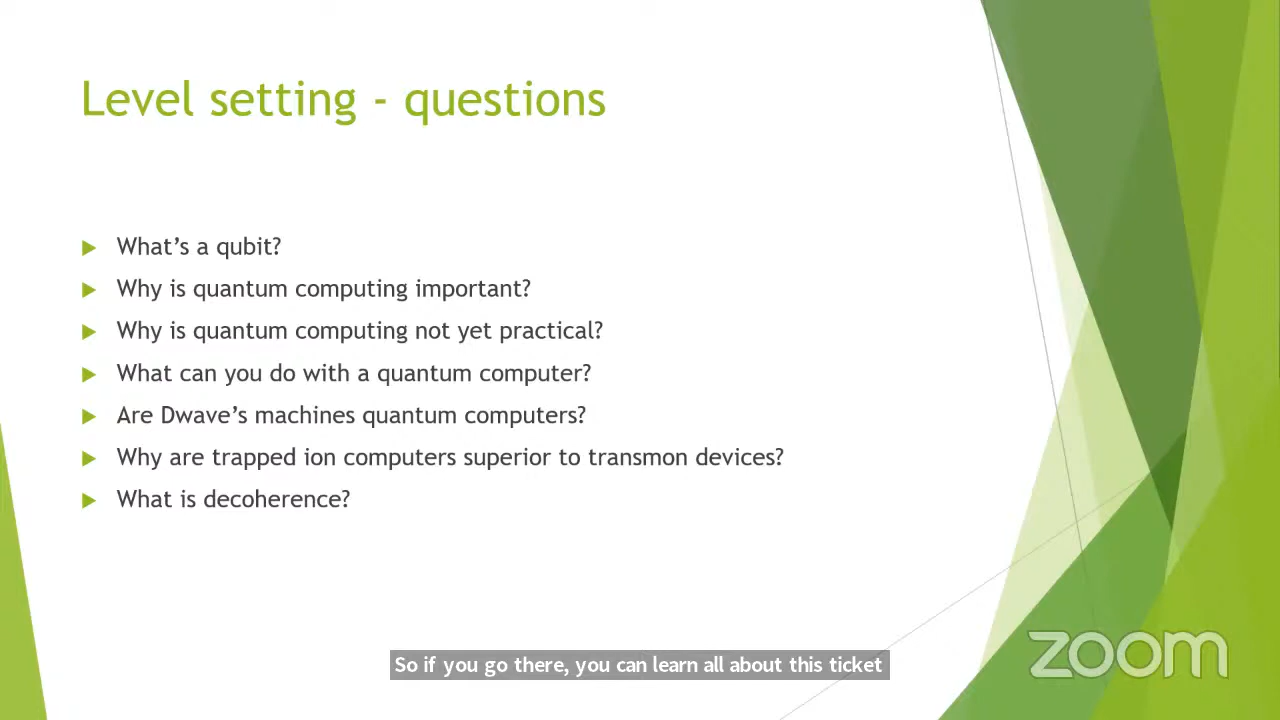 Level setting - questions
What's a qubit?
Why is quantum computing important?
Why is quantum computing not yet practical?
What can you do with a quantum computer?
Are Dwave's machines quantum computers?
Why are trapped ion computers superior to transmon devices?
What is decoherence?
So if you go there, you can learn all about this ticket
zoom